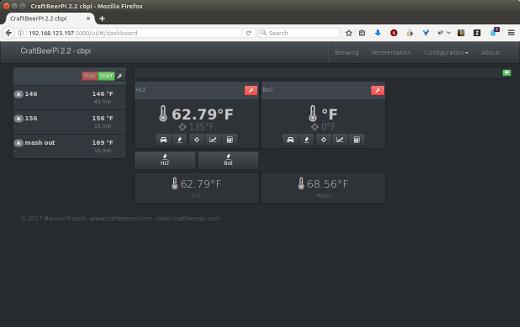 CraftBeerPi 2.2 cbpi - Mozilla Firefox
CraftBeerPi 2.2 cbpi
192.168.123.197:5000/ui/#/dashboard
Search
CraftBeerPI 2.2 - cbpi
Brewing Fermentation Configuration About
Stop Start
A 146 146 °F
45 min
A 156 156 °F
15 min
A mash out 169 °F
10 min
HLT
62.79°F
135°F
Boil
°F
0°F
HLT
Boil
62.79°F
HLT
68.56°F
Mash
© 2017 Manuel Fritsch - www.craftbeerpi.com - label-craftbeerpi.com